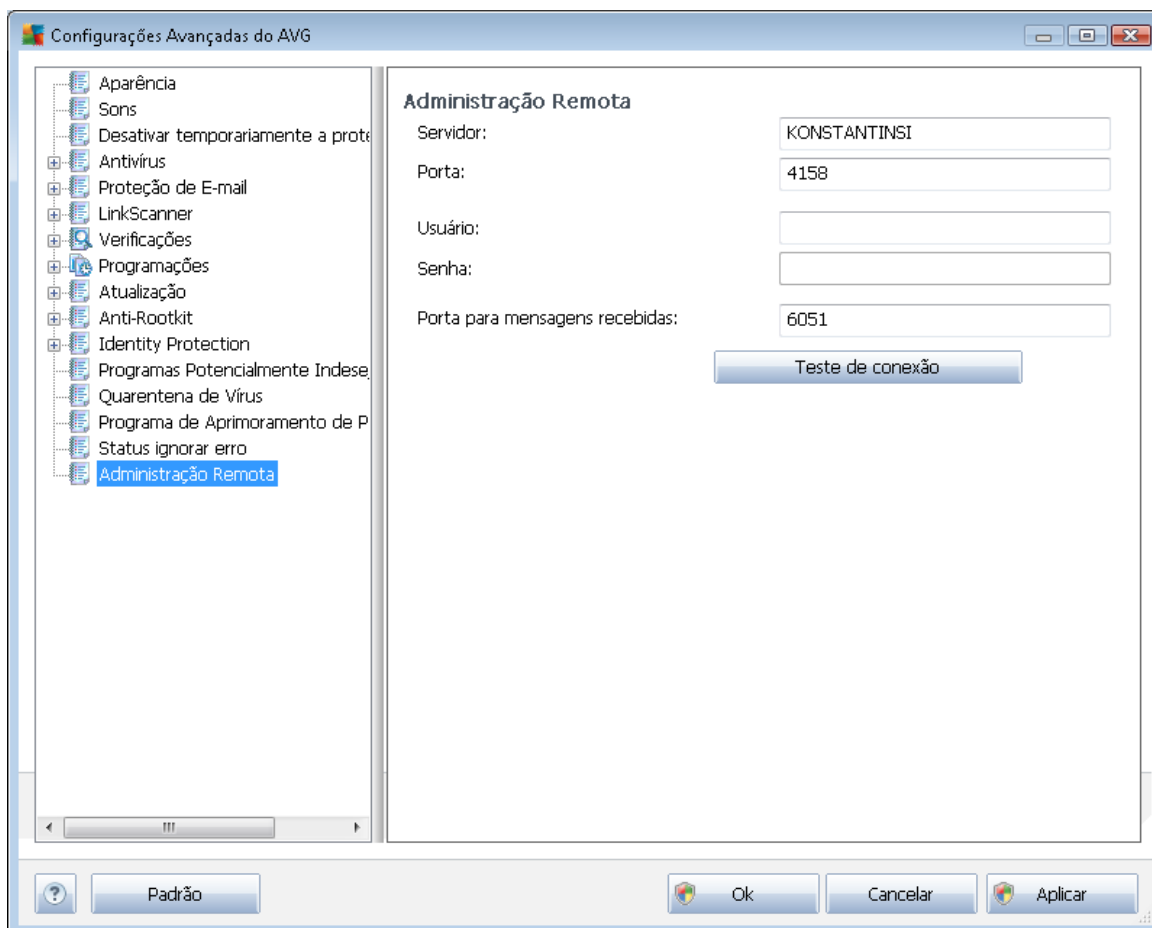 Configurações Avançadas do AVG
Aparência
Sons
Desativar temporariamente a prote
Antivírus
Proteção de E-mail
LinkScanner
Verificações
Programações
Atualização
Anti-Rootkit
Identity Protection
Programas Potencialmente Indese
Quarentena de Vírus
Programa de Aprimoramento de P
Status ignorar erro
Administração Remota
Administração Remota
Servidor: KONSTANTINSI
Porta: 4158
Usuário:
Senha:
Porta para mensagens recebidas: 6051
Teste de conexão
? Padrão Ok Cancelar Aplicar